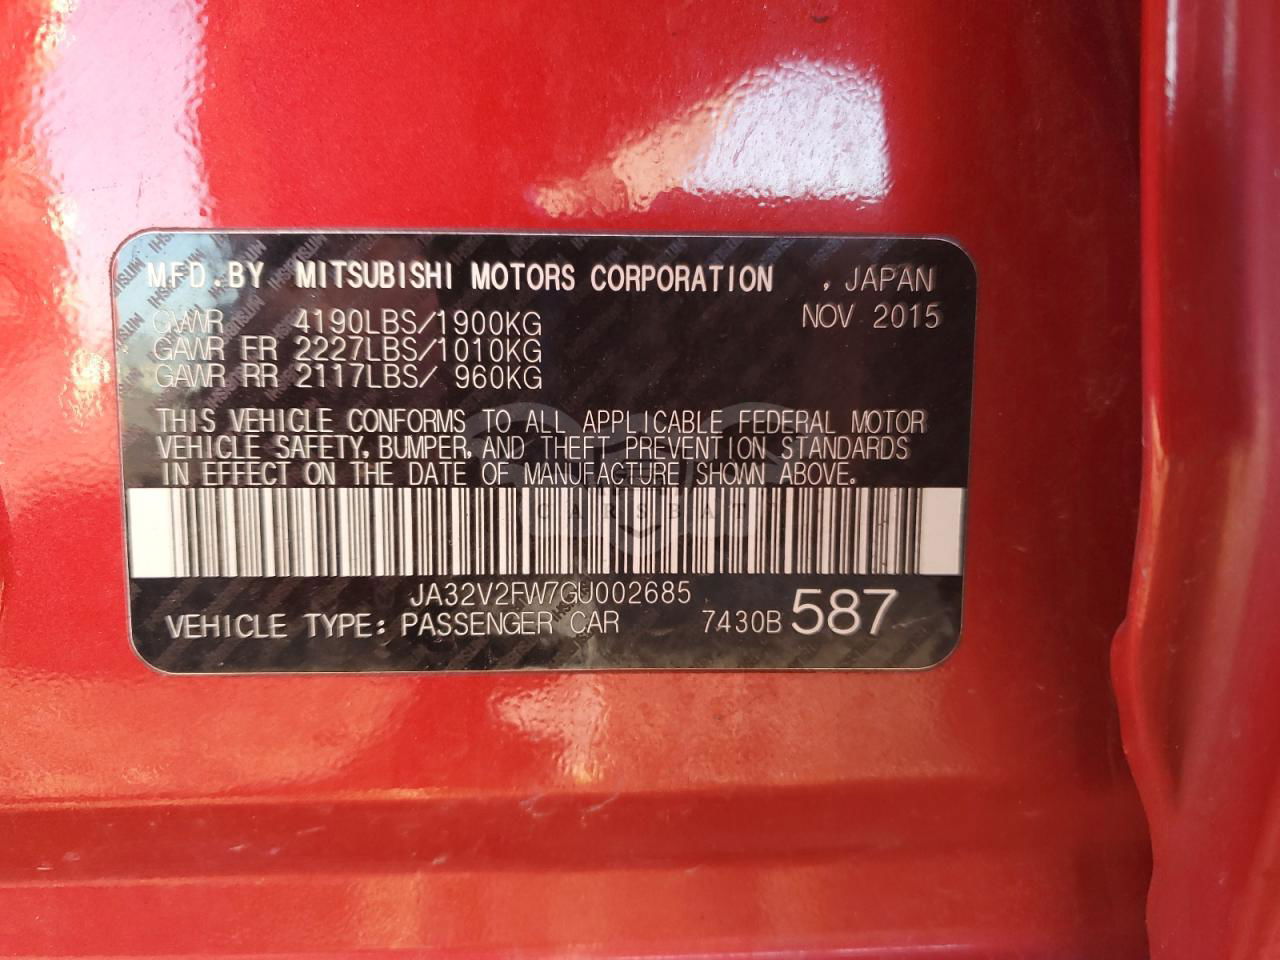 MFD.BY MITSUBISHI MOTORS CORPORATION , JAPAN
NOV 2015
GVWR 4190LBS/1900KG
GAWR FR 2227LBS/1010KG
GAWR RR 2117LBS/ 960KG
THIS VEHICLE CONFORMS TO ALL APPLICABLE FEDERAL MOTOR
VEHICLE SAFETY, BUMPER, AND THEFT PREVENTION STANDARDS
IN EFFECT ON THE DATE OF MANUFACTURE SHOWN ABOVE.
CARSBAT
JA32V2FW7GU002685
VEHICLE TYPE: PASSENGER CAR 7430B 587